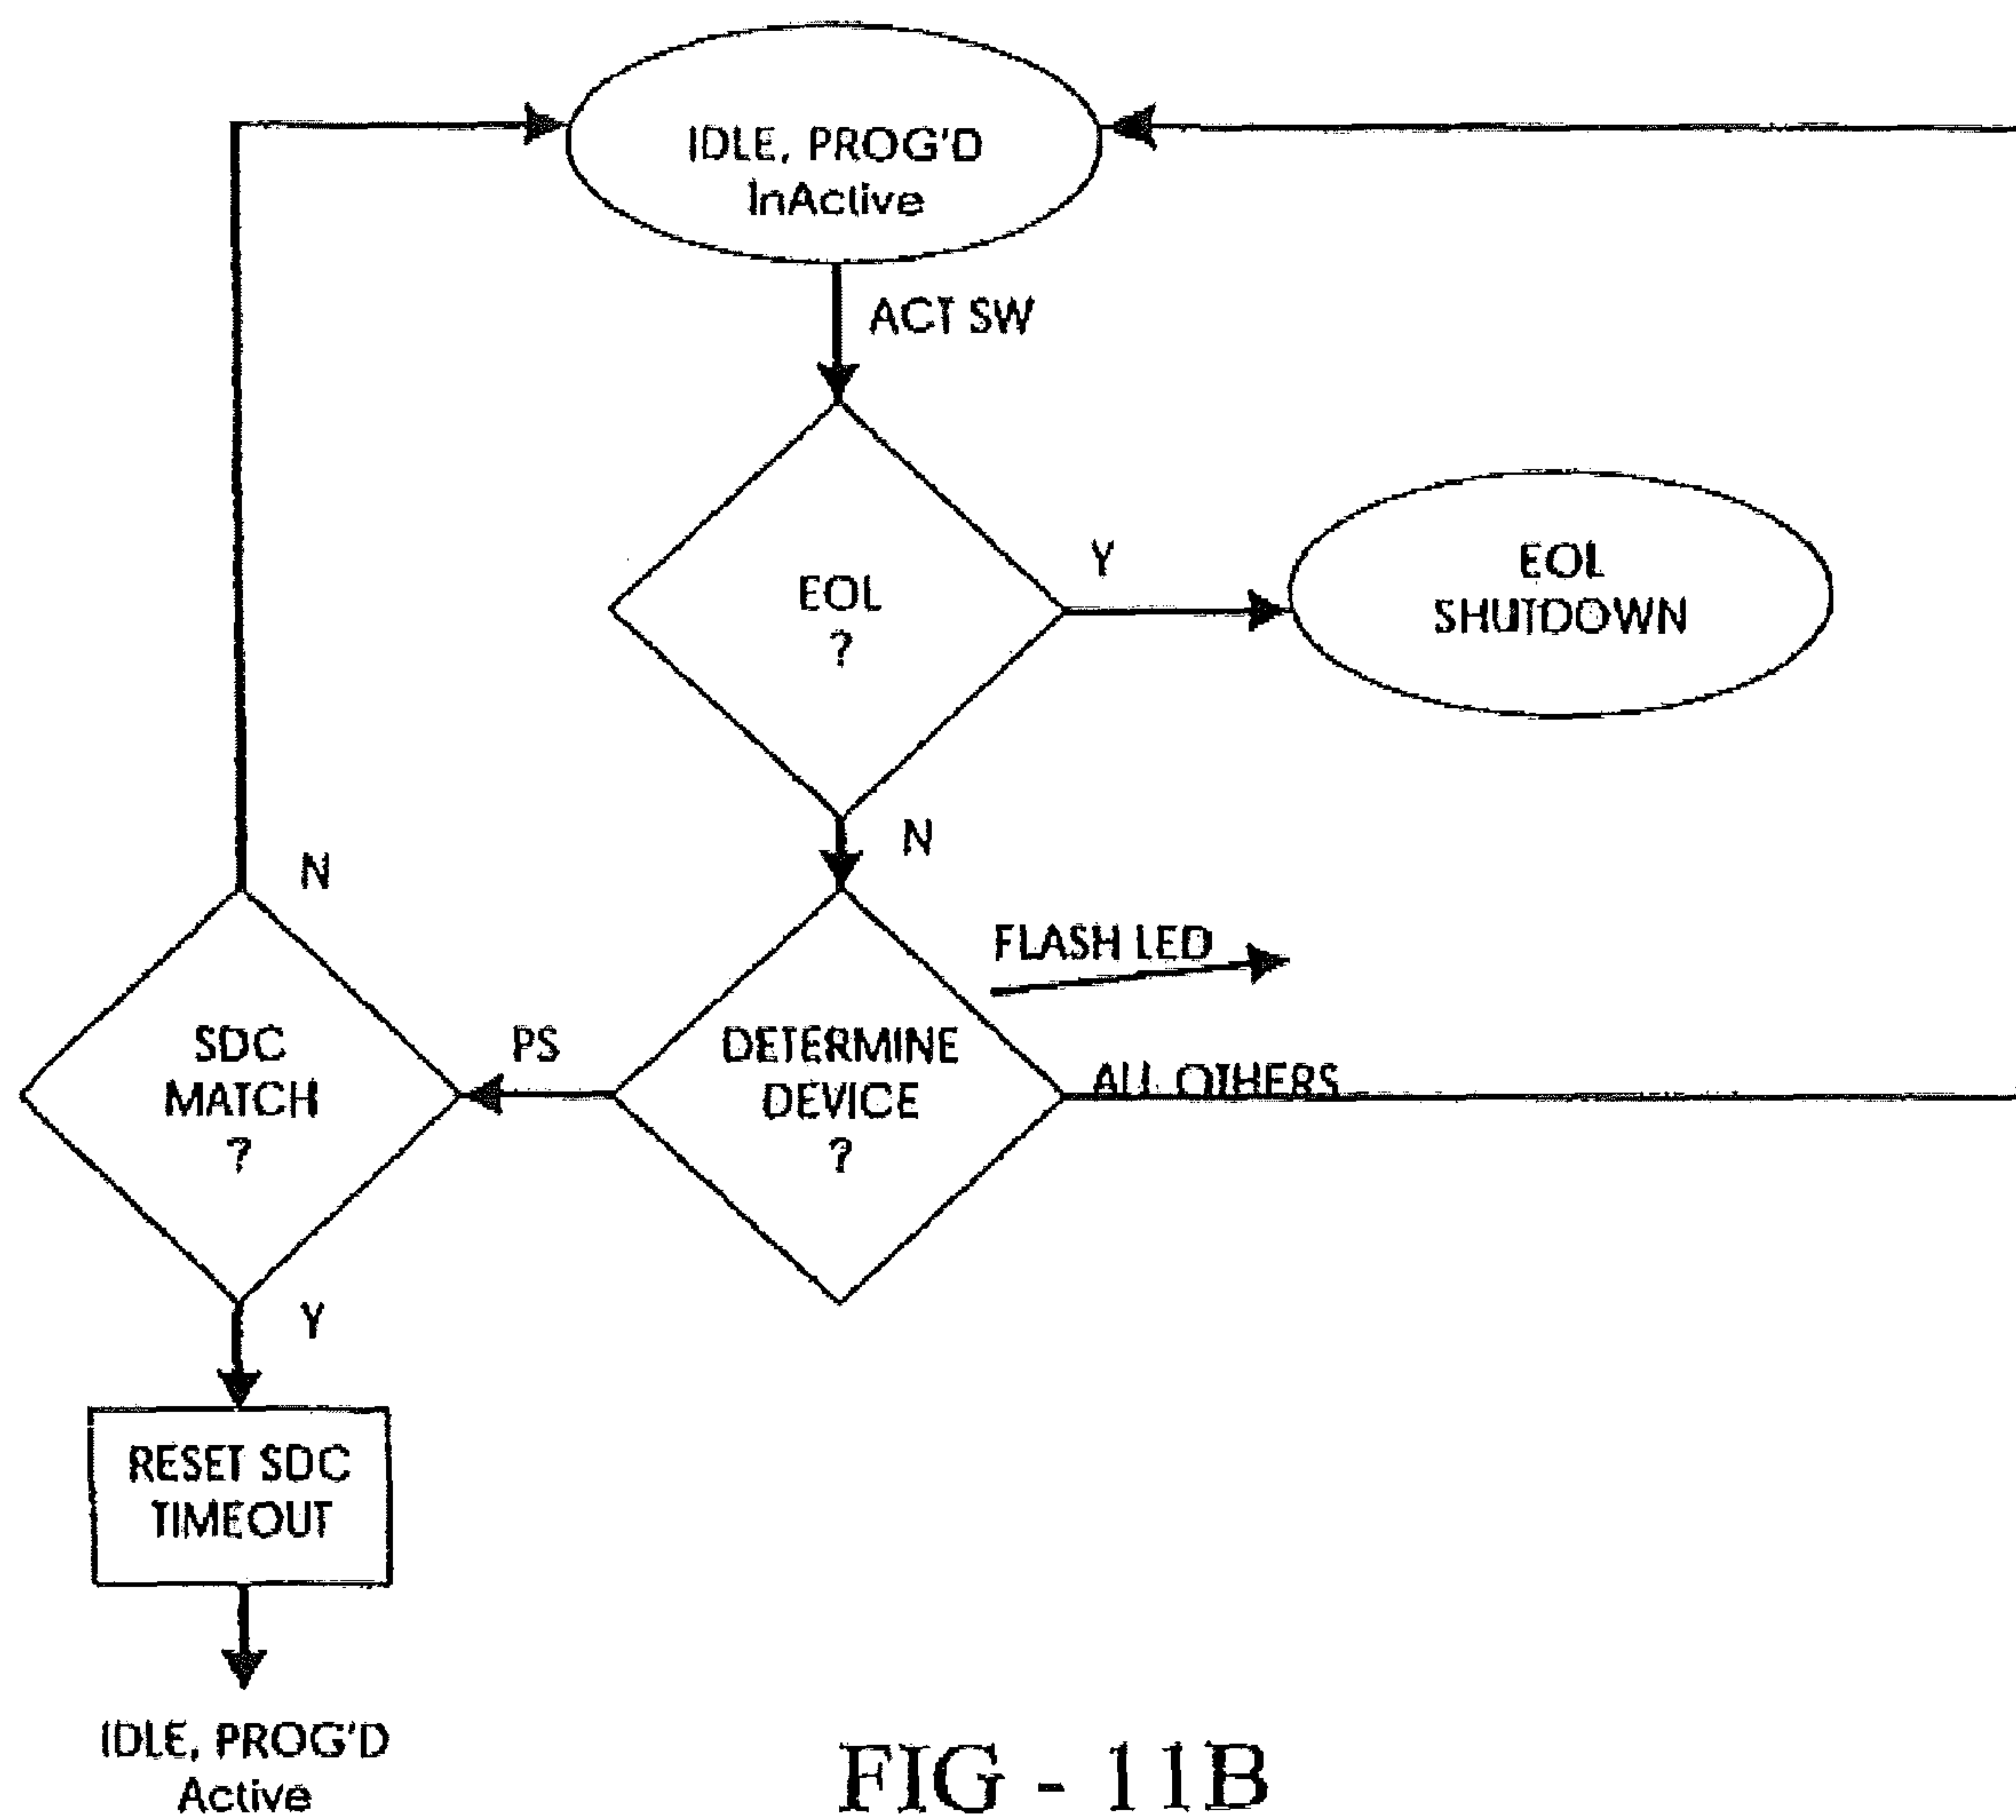 IDLE, PROG'D
InActive
ACT SW
EOL
?
Y
EOL
SHUTDOWN
N
N
FLASH LED
SDC
MATCH
?
PS
DETERMINE
DEVICE
?
ALL OTHERS
Y
RESET SDC
TIMEOUT
IDLE, PROG'D
Active
FIG - 11B